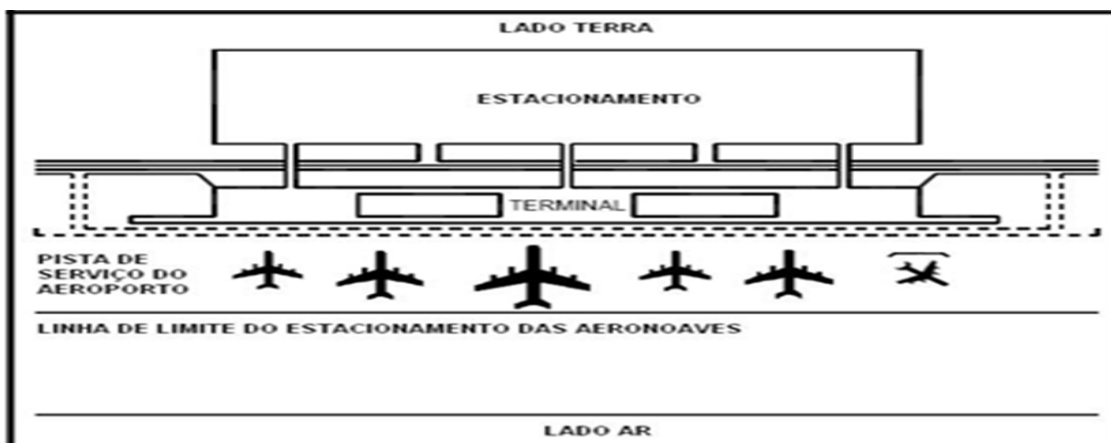 LADO TERRA
ESTACIONAMENTO
TERMINAL
PISTA DE
SERVIÇO DO
AEROPORTO
LINHA DE LIMITE DO ESTACIONAMENTO DAS AERONOAVES
LADO AR